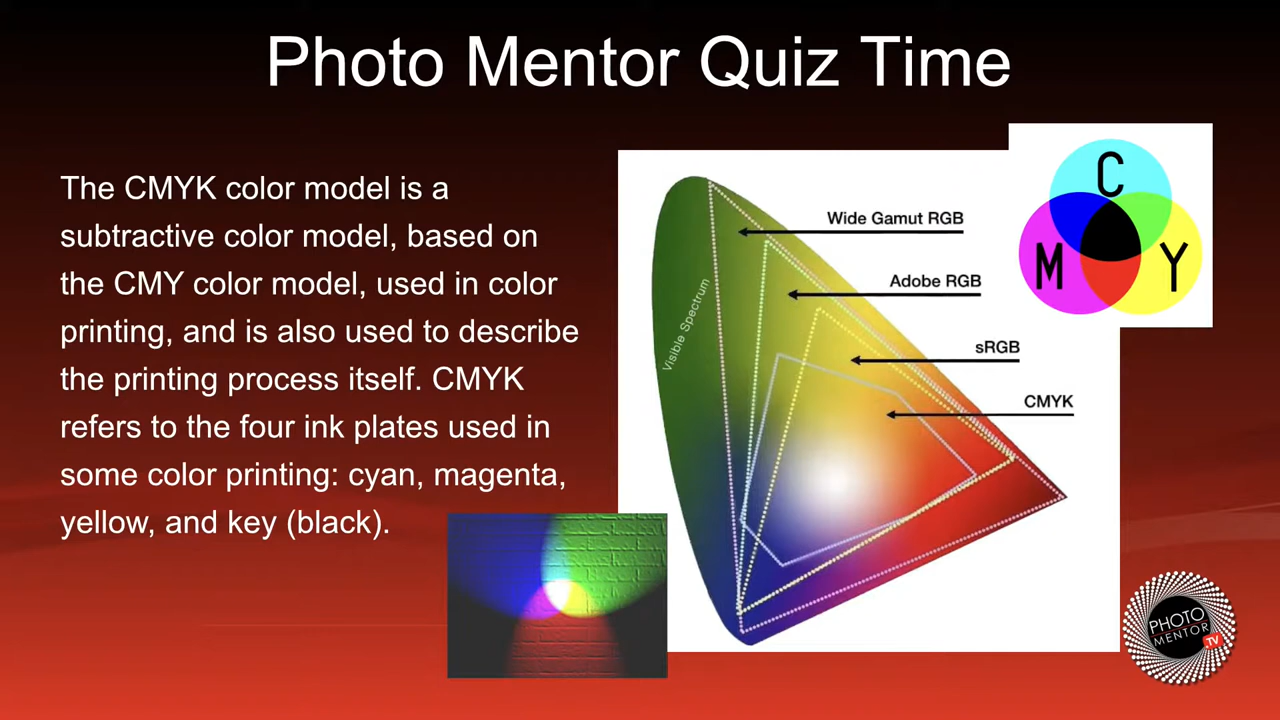 Photo Mentor Quiz Time
The CMYK color model is a
subtractive color model, based on
the CMY color model, used in color
printing, and is also used to describe
the printing process itself. CMYK
refers to the four ink plates used in
some color printing: cyan, magenta,
yellow, and key (black).
Visible Spectrum
Wide Gamut RGB
Adobe RGB
sRGB
CMYK
C
M Y
PHOTO
MENTOR
TV